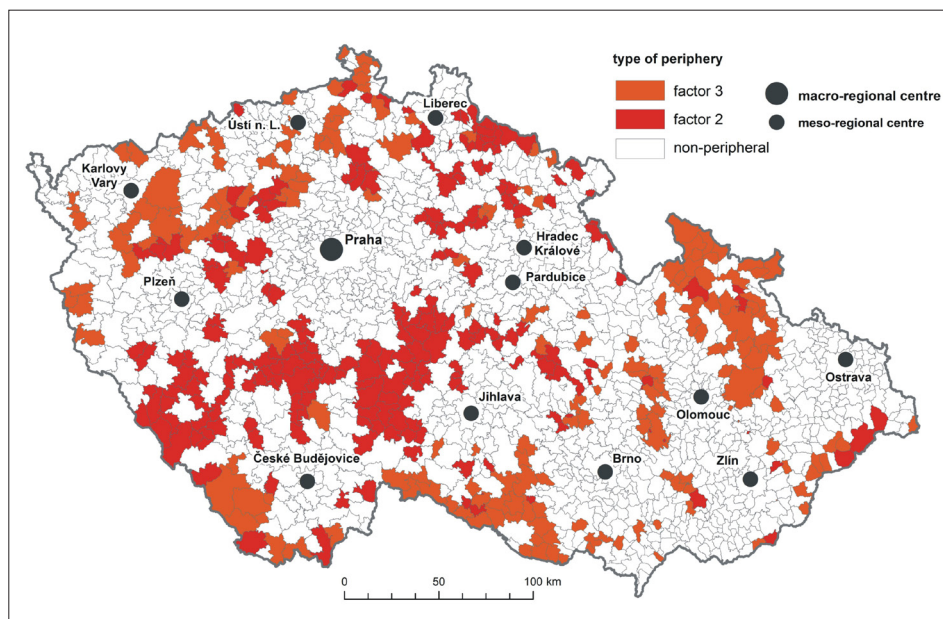 type of periphery
factor 3
factor 2
non-peripheral
macro-regional centre
meso-regional centre
Liberec
Ústí n. L.
Karlovy
Vary
Praha
Hradec
Králové
Pardubice
Plzeň
Ostrava
Jihlava
Olomouc
České Budějovice
Brno
Zlín
0
50
100 km